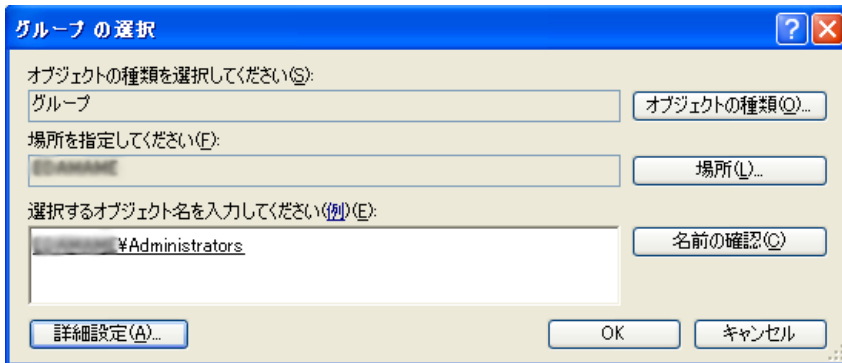 グループ の選択
オブジェクトの種類を選択してください(S):
グループ
オブジェクトの種類(O)...
場所を指定してください(F):
場所(L)...
選択するオブジェクト名を入力してください(例)(E):
¥Administrators
名前の確認(C)
詳細設定(A)...
OK
キャンセル